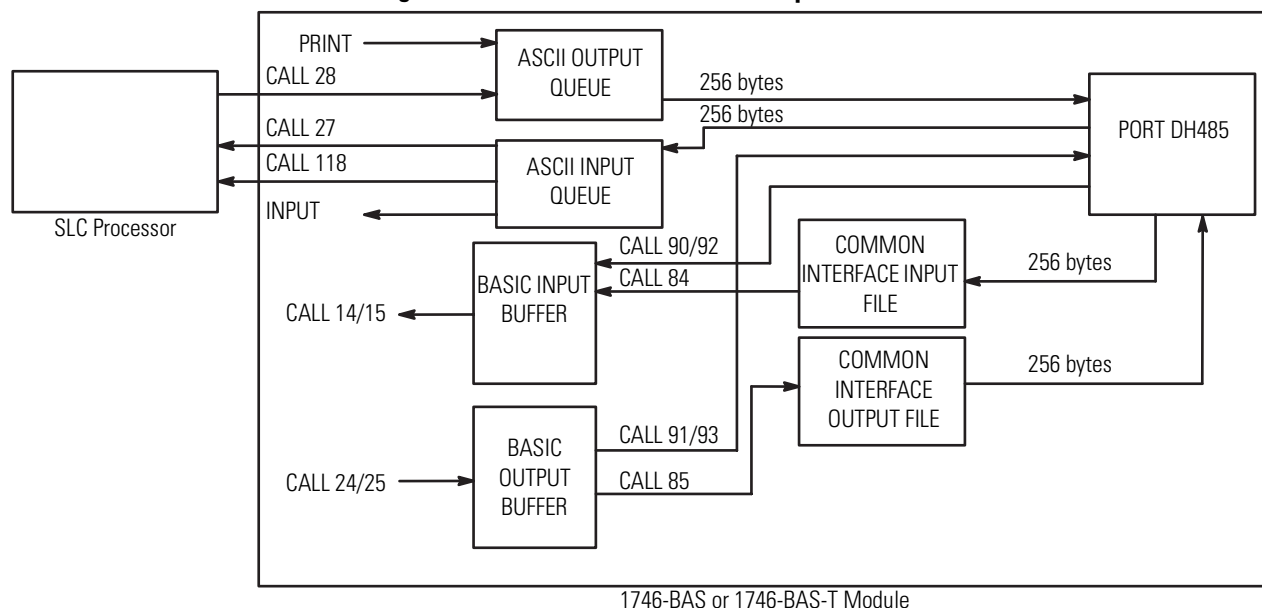 PRINT
CALL 28
CALL 27
CALL 118
INPUT
SLC Processor
ASCII OUTPUT
QUEUE
ASCII INPUT
QUEUE
256 bytes
256 bytes
PORT DH485
CALL 90/92
CALL 84
BASIC INPUT
BUFFER
CALL 14/15
COMMON
INTERFACE INPUT
FILE
256 bytes
COMMON
INTERFACE
OUTPUT FILE
256 bytes
CALL 91/93
CALL 85
BASIC
OUTPUT
BUFFER
CALL 24/25
1746-BAS or 1746-BAS-T Module